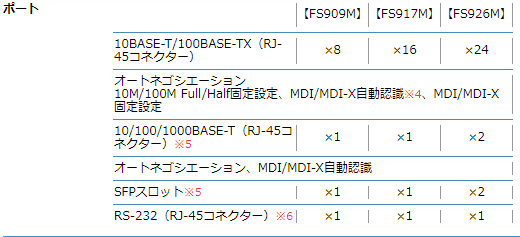 ポート
【FS909M】 【FS917M】 【FS926M】
10BASE-T/100BASE-TX（RJ-
45コネクター）
×8 ×16 ×24
オートネゴシエーション
10M/100M Full/Half固定設定、MDI/MDI-X自動認識※4、MDI/MDI-X
固定設定
10/100/1000BASE-T（RJ-45コ
ネクター）※5
×1 ×1 ×2
オートネゴシエーション、MDI/MDI-X自動認識
SFPスロット※5 ×1 ×1 ×2
RS-232（RJ-45コネクター）※6 ×1 ×1 ×1